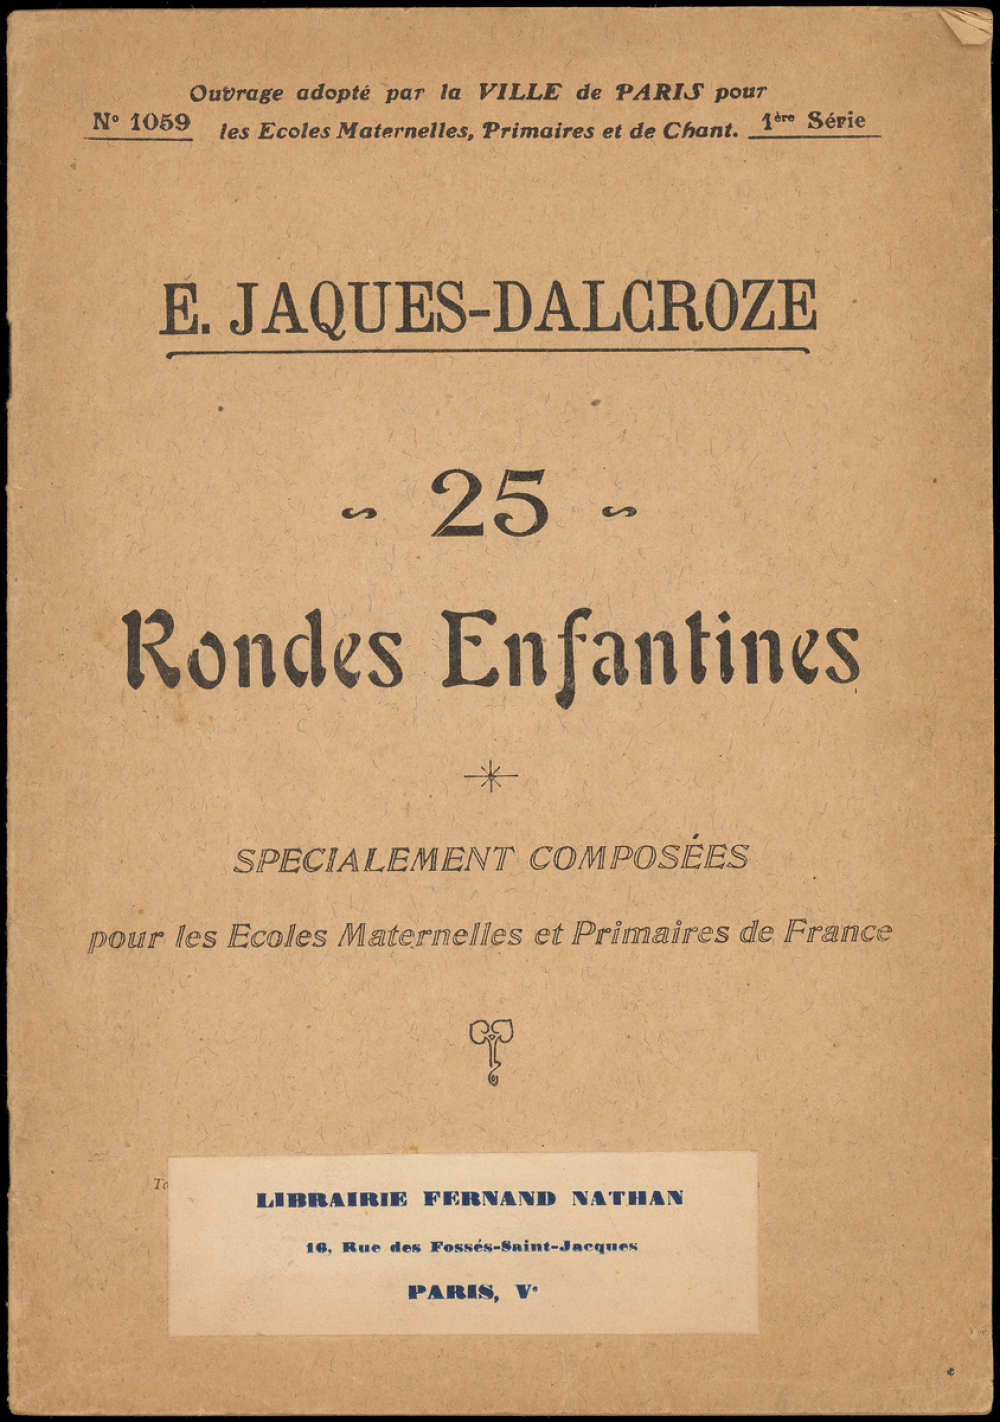 Ouvrage adopté par la VILLE de PARIS pour
Nº 1059 les Ecoles Maternelles, Primaires et de Chant. 1ère Série
E. JAQUES-DALCROZE
25
Rondes Enfantines
SPECIALEMENT COMPOSÉES
pour les Ecoles Maternelles et Primaires de France
LIBRAIRIE FERNAND NATHAN
16, Rue des Fossés-Saint-Jacques
PARIS, Ve